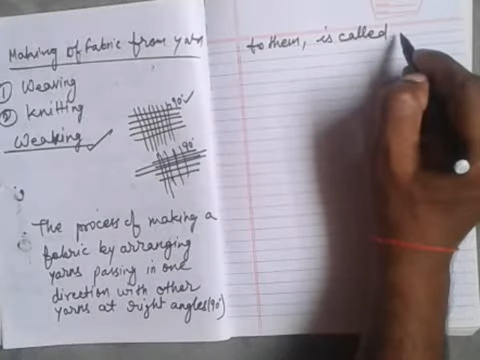 Making of Fabric from yarn
① Weaving
② Knitting
Weaking
90°
90°
The process of making a
fabric by arranging
yarns passing in one
direction with other
yarns at right angles (90°)
to them, is called